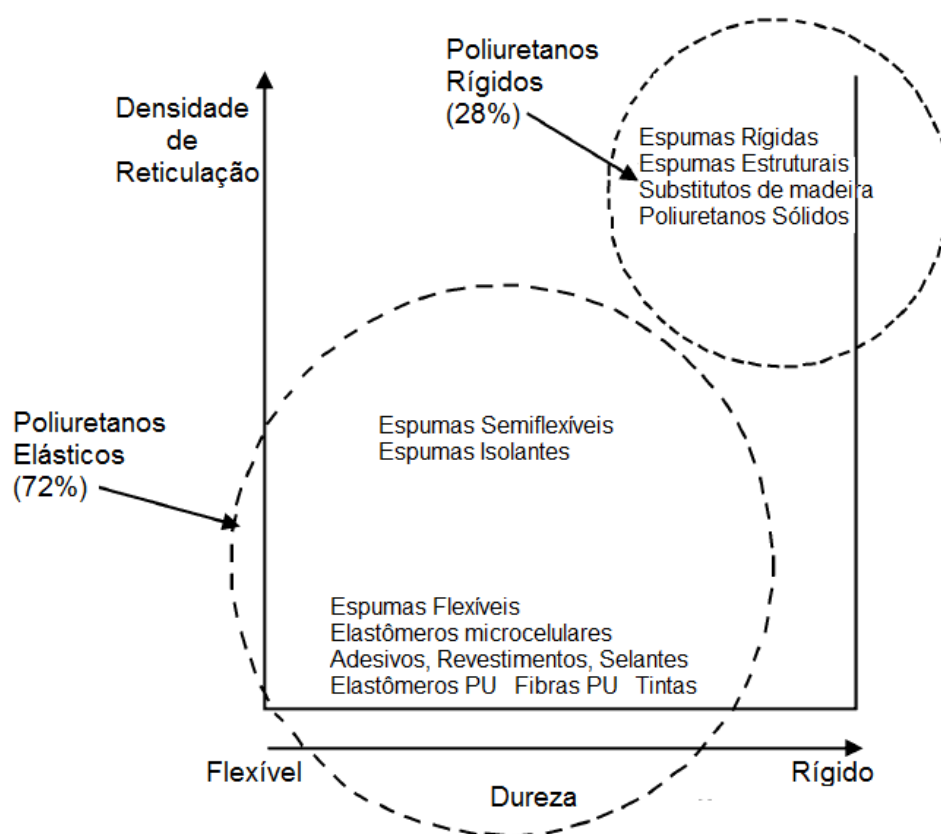 Poliuretanos
Rígidos
(28%)
Densidade
de
Reticulação
Espumas Rígidas
Espumas Estruturais
Substitutos de madeira
Poliuretanos Sólidos
Poliuretanos
Elásticos
(72%)
Espumas Semiflexíveis
Espumas Isolantes
Espumas Flexíveis
Elastômeros microcelulares
Adesivos, Revestimentos, Selantes
Elastômeros PU Fibras PU Tintas
Flexível
Rígido
Dureza